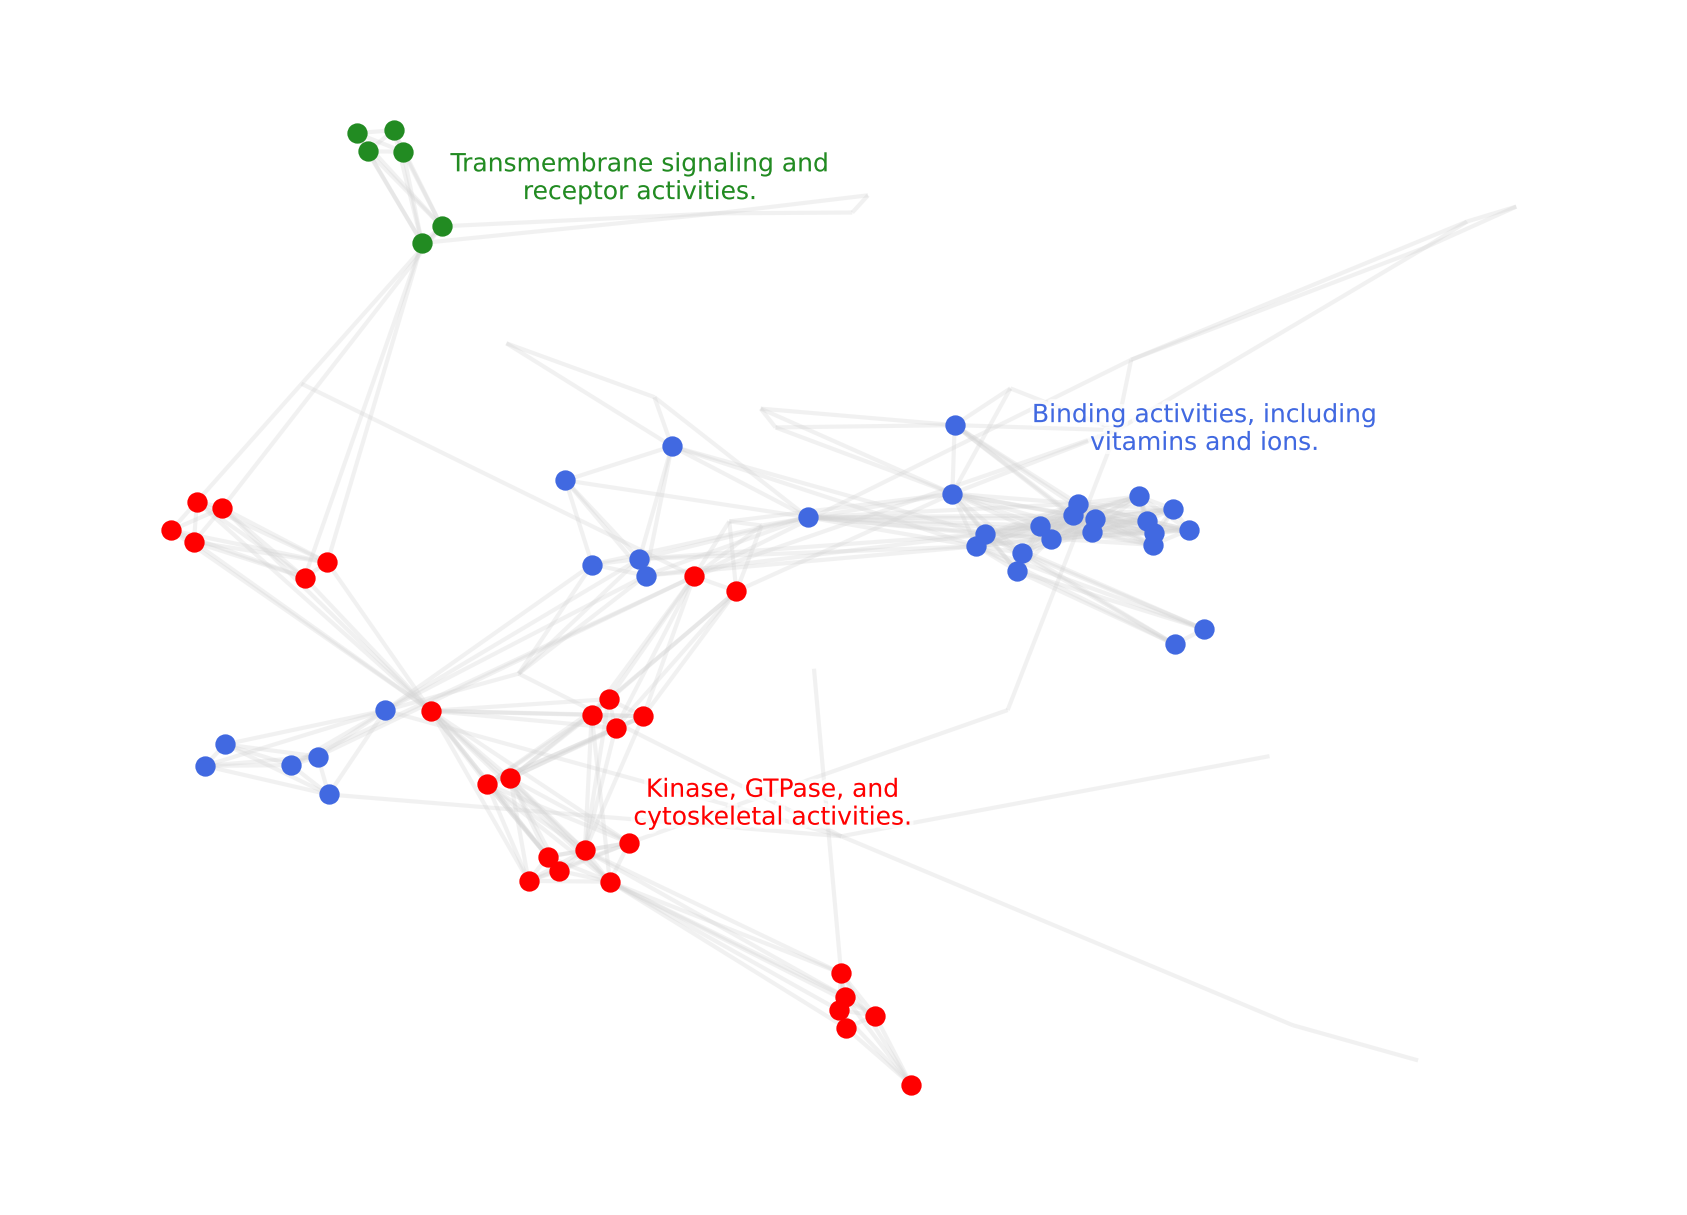 Transmembrane signaling and
receptor activities.
Binding activities, including
vitamins and ions.
Kinase, GTPase, and
cytoskeletal activities.